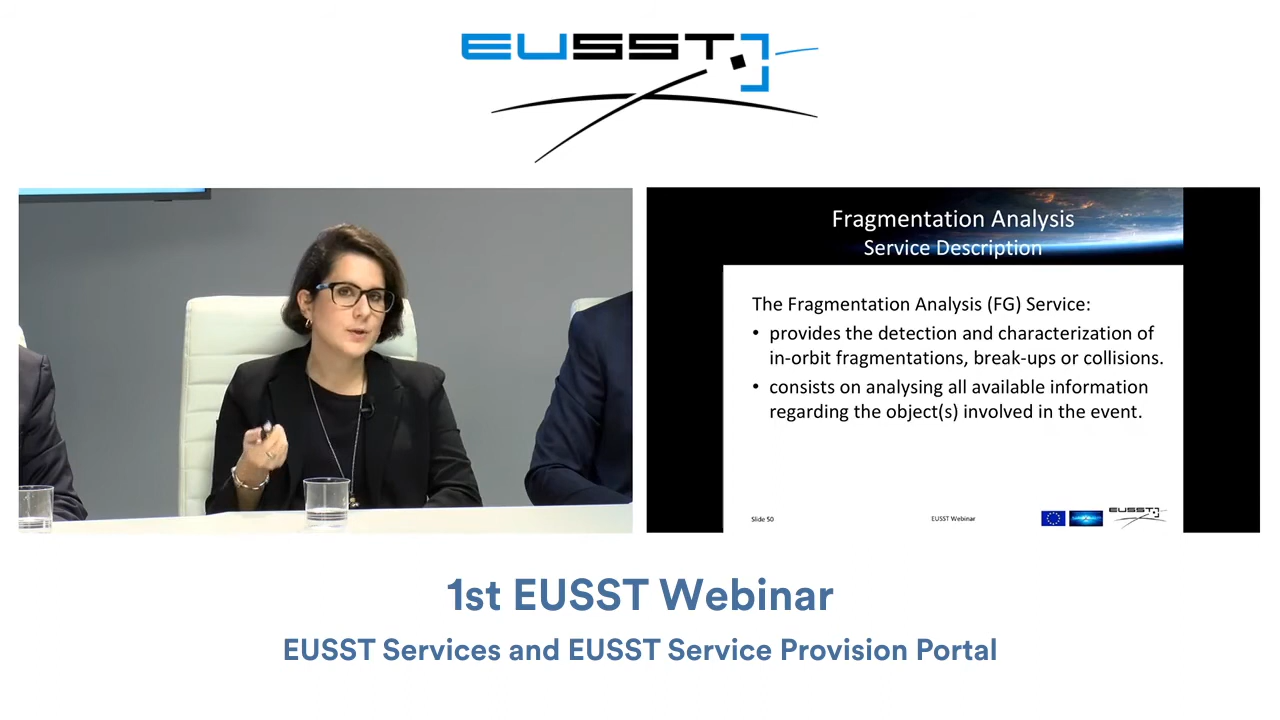 EUSST
Fragmentation Analysis
Service Description
The Fragmentation Analysis (FG) Service:
• provides the detection and characterization of
in-orbit fragmentations, break-ups or collisions.
• consists on analysing all available information
regarding the object(s) involved in the event.
Slide 50
EUSST Webinar
EUSST
1st EUSST Webinar
EUSST Services and EUSST Service Provision Portal